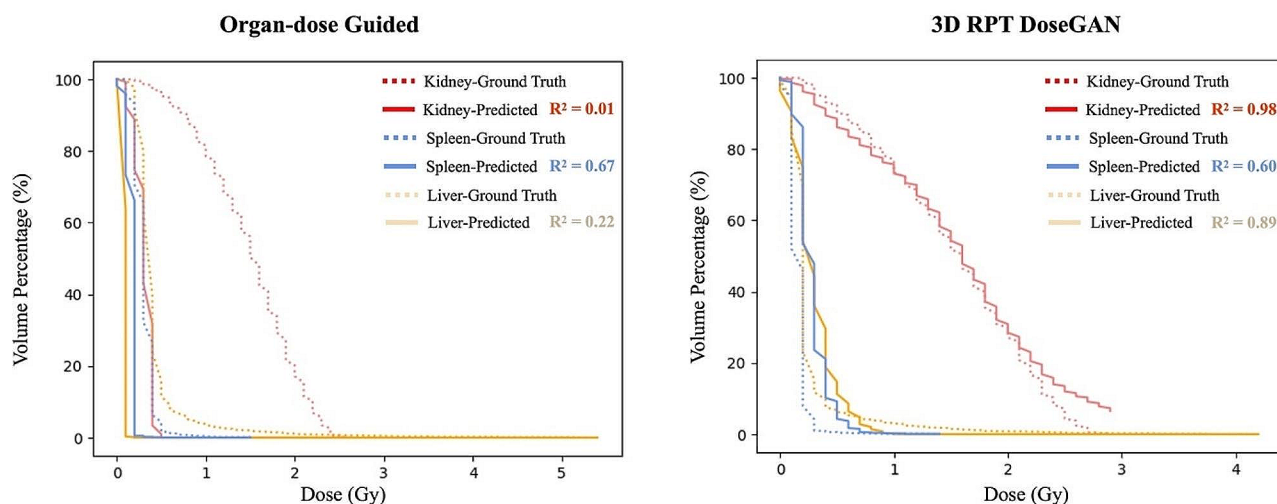 Organ-dose Guided
Kidney-Ground Truth
Kidney-Predicted R² = 0.01
Spleen-Ground Truth
Spleen-Predicted R² = 0.67
Liver-Ground Truth
Liver-Predicted R² = 0.22
Volume Percentage (%)
100
80
60
40
20
0
0 1 2 3 4 5
Dose (Gy)
3D RPT DoseGAN
Kidney-Ground Truth
Kidney-Predicted R² = 0.98
Spleen-Ground Truth
Spleen-Predicted R² = 0.60
Liver-Ground Truth
Liver-Predicted R² = 0.89
Volume Percentage (%)
100
80
60
40
20
0
0 1 2 3 4
Dose (Gy)